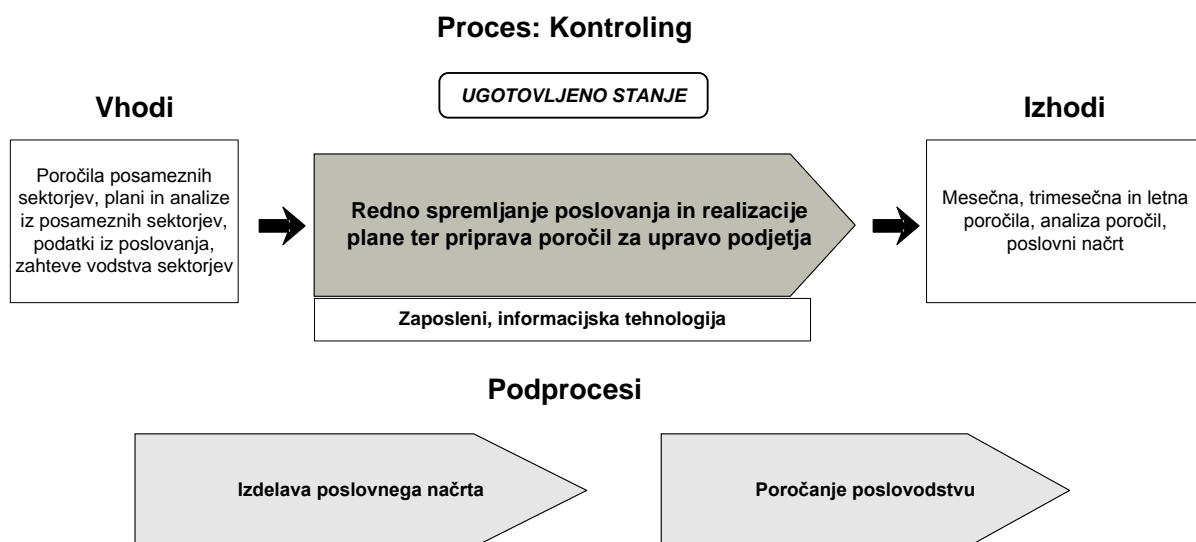 Proces: Kontroling
UGOTOVLJENO STANJE
Vhodi
Izhodi
Poročila posameznih
sektorjev, plani in analize
iz posameznih sektorjev,
podatki iz poslovanja,
zahteve vodstva sektorjev
Redno spremljanje poslovanja in realizacije
plane ter priprava poročil za upravo podjetja
Mesečna, trimesečna in letna
poročila, analiza poročil,
poslovni načrt
Zaposleni, informacijska tehnologija
Podprocesi
Izdelava poslovnega načrta
Poročanje poslovodstvu